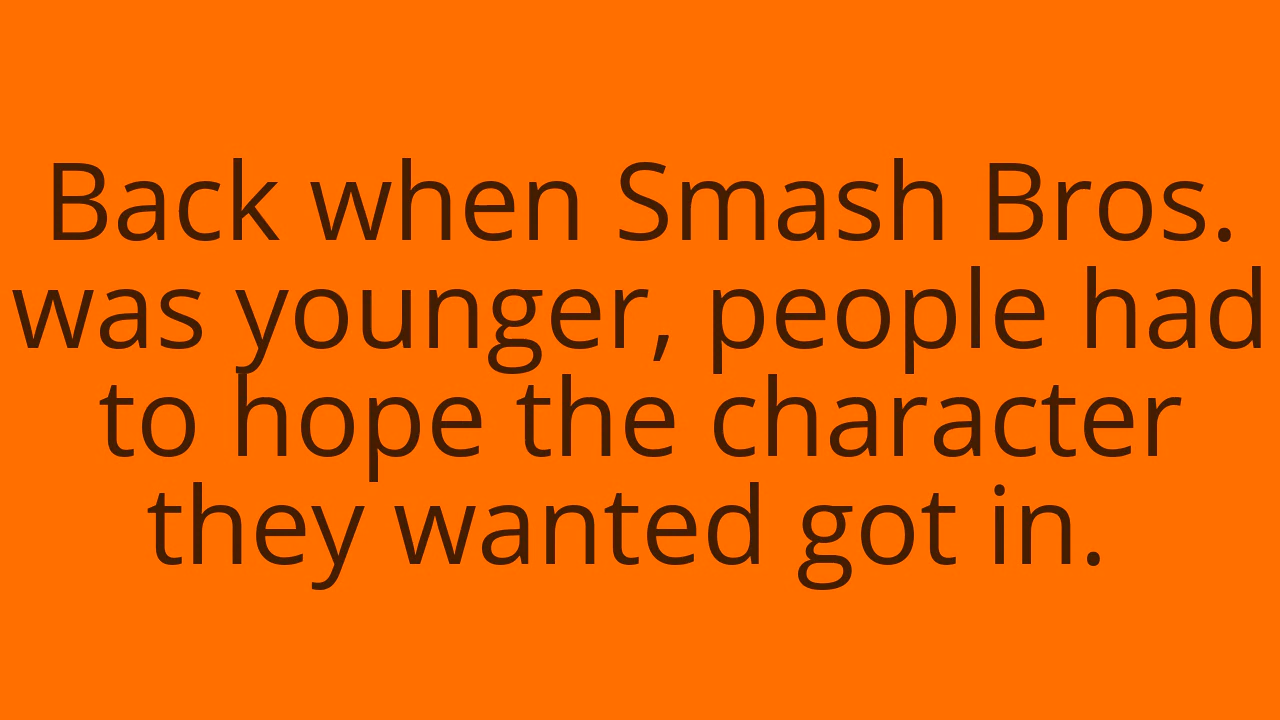 Back when Smash Bros.
was younger, people had
to hope the character
they wanted got in.